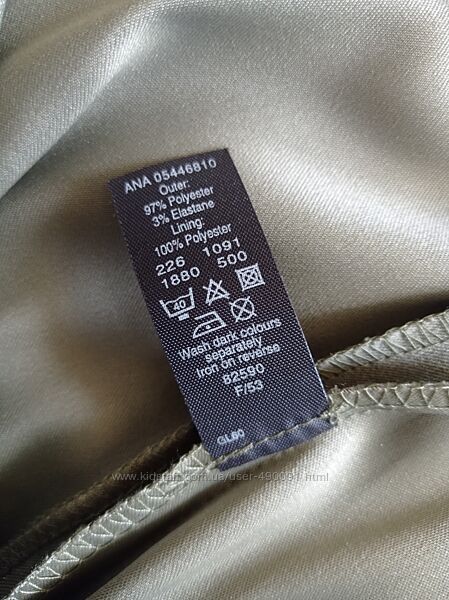 ANA 05446810
Outer:
97% Polyester
3% Elastane
Lining:
100% Polyester
226 1091
1880 500
40
Wash dark colours
separately
Iron on reverse
82590
F/53
GL60